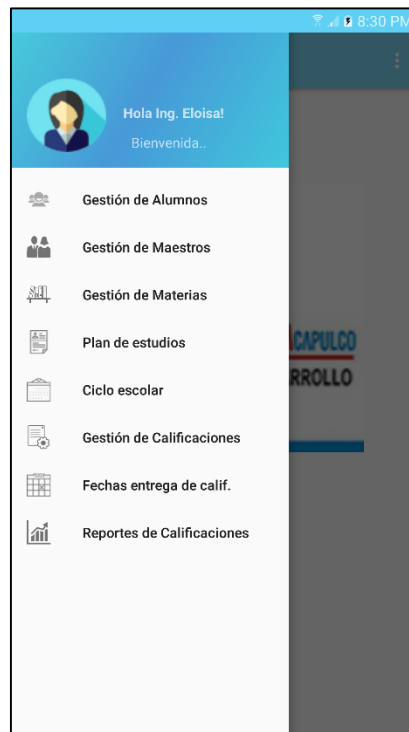 8:30 PM
Hola Ing. Eloisa!
Bienvenida..
Gestión de Alumnos
Gestión de Maestros
Gestión de Materias
Plan de estudios
CAPULCO
Ciclo escolar
RROLLO
Gestión de Calificaciones
Fechas entrega de calif.
Reportes de Calificaciones